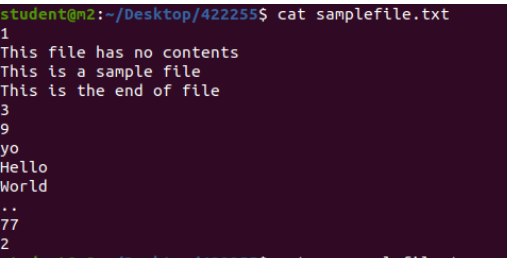 student@m2:~/Desktop/422255$ cat samplefile.txt
1
This file has no contents
This is a sample file
This is the end of file
3
9
yo
Hello
World
..
77
2